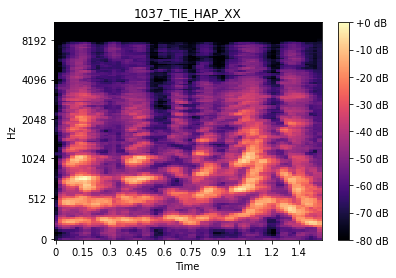 1037_TIE_HAP_XX
Hz
8192
4096
2048
1024
512
0
0 0.15 0.3 0.45 0.6 0.75 0.9 1.1 1.2 1.4
Time
+0 dB
-10 dB
-20 dB
-30 dB
-40 dB
-50 dB
-60 dB
-70 dB
-80 dB